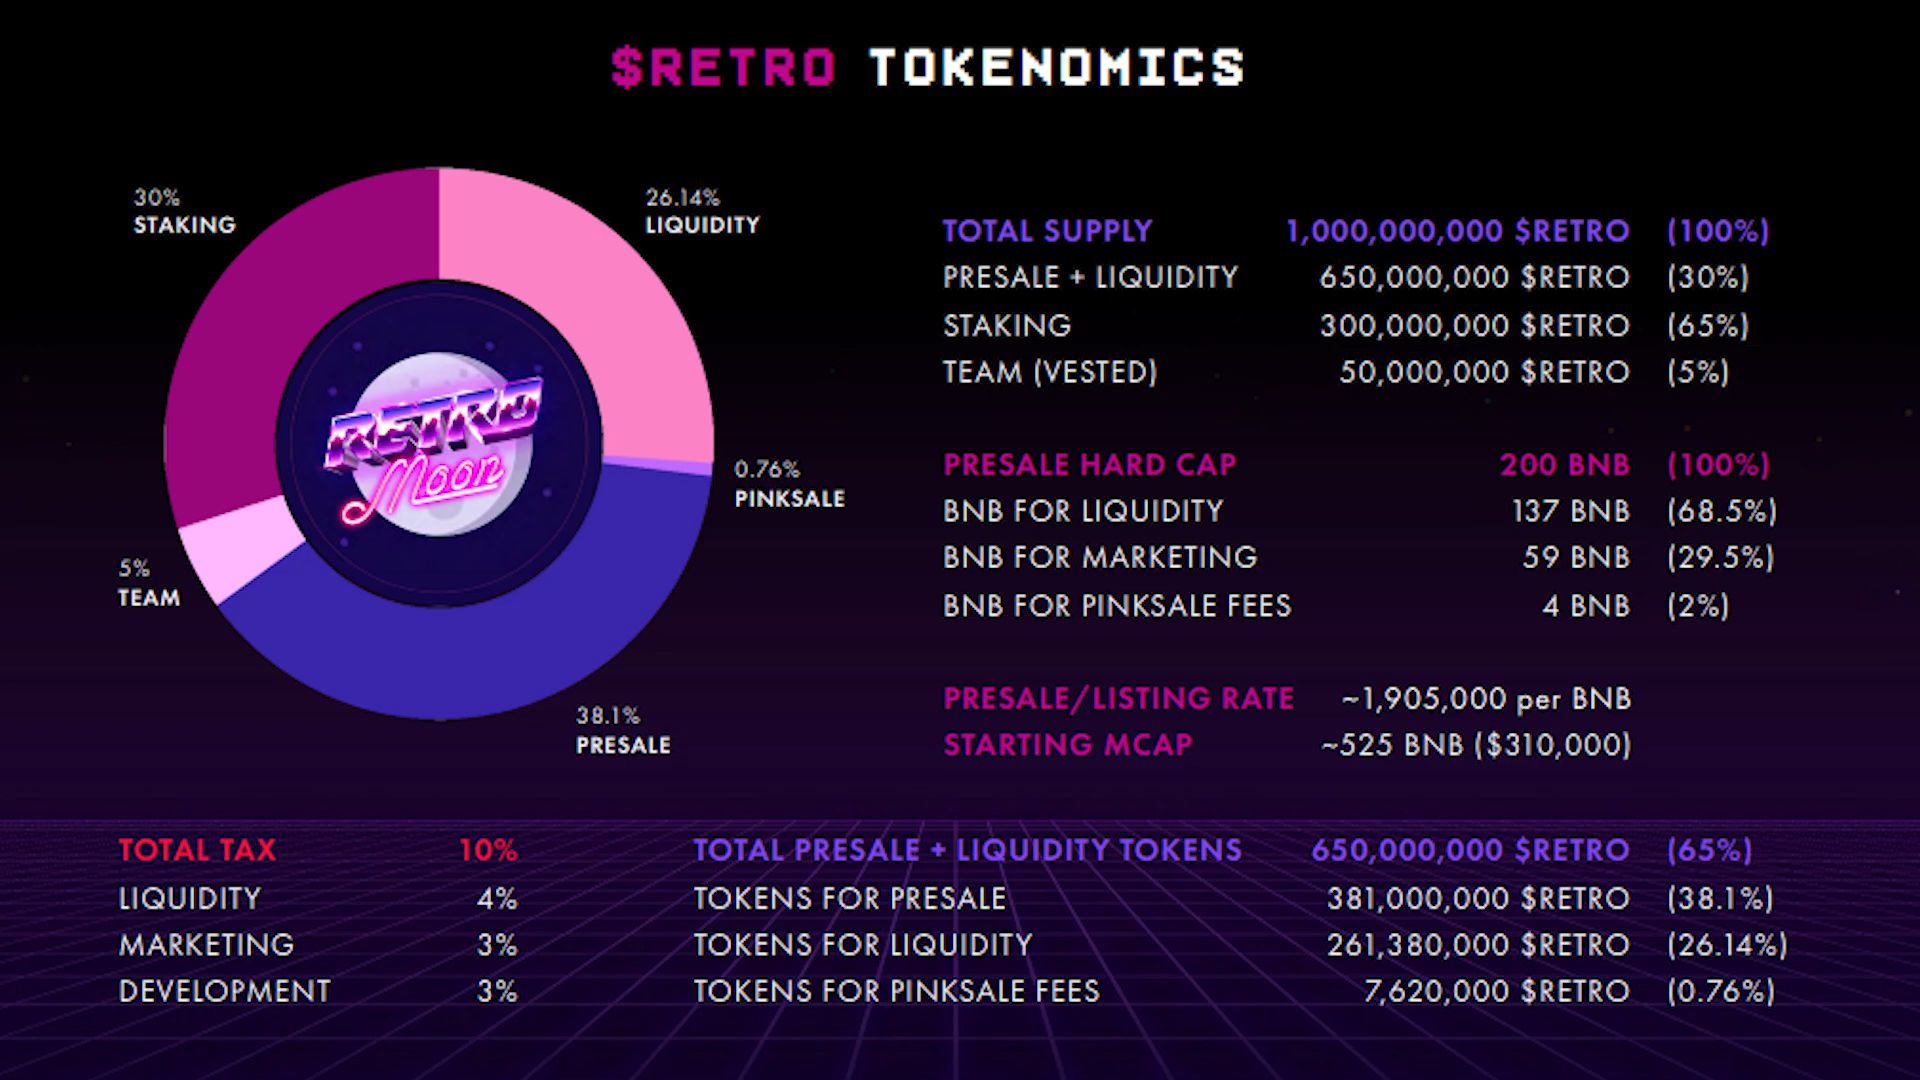 $RETRO TOKENOMICS
30%
STAKING
26.14%
LIQUIDITY
RETRO
Moon
0.76%
PINKSALE
5%
TEAM
38.1%
PRESALE
TOTAL SUPPLY 1,000,000,000 $RETRO (100%)
PRESALE + LIQUIDITY 650,000,000 $RETRO (30%)
STAKING 300,000,000 $RETRO (65%)
TEAM (VESTED) 50,000,000 $RETRO (5%)
PRESALE HARD CAP 200 BNB (100%)
BNB FOR LIQUIDITY 137 BNB (68.5%)
BNB FOR MARKETING 59 BNB (29.5%)
BNB FOR PINKSALE FEES 4 BNB (2%)
PRESALE/LISTING RATE ~1,905,000 per BNB
STARTING MCAP ~525 BNB ($310,000)
TOTAL TAX 10%
LIQUIDITY 4%
MARKETING 3%
DEVELOPMENT 3%
TOTAL PRESALE + LIQUIDITY TOKENS 650,000,000 $RETRO (65%)
TOKENS FOR PRESALE 381,000,000 $RETRO (38.1%)
TOKENS FOR LIQUIDITY 261,380,000 $RETRO (26.14%)
TOKENS FOR PINKSALE FEES 7,620,000 $RETRO (0.76%)